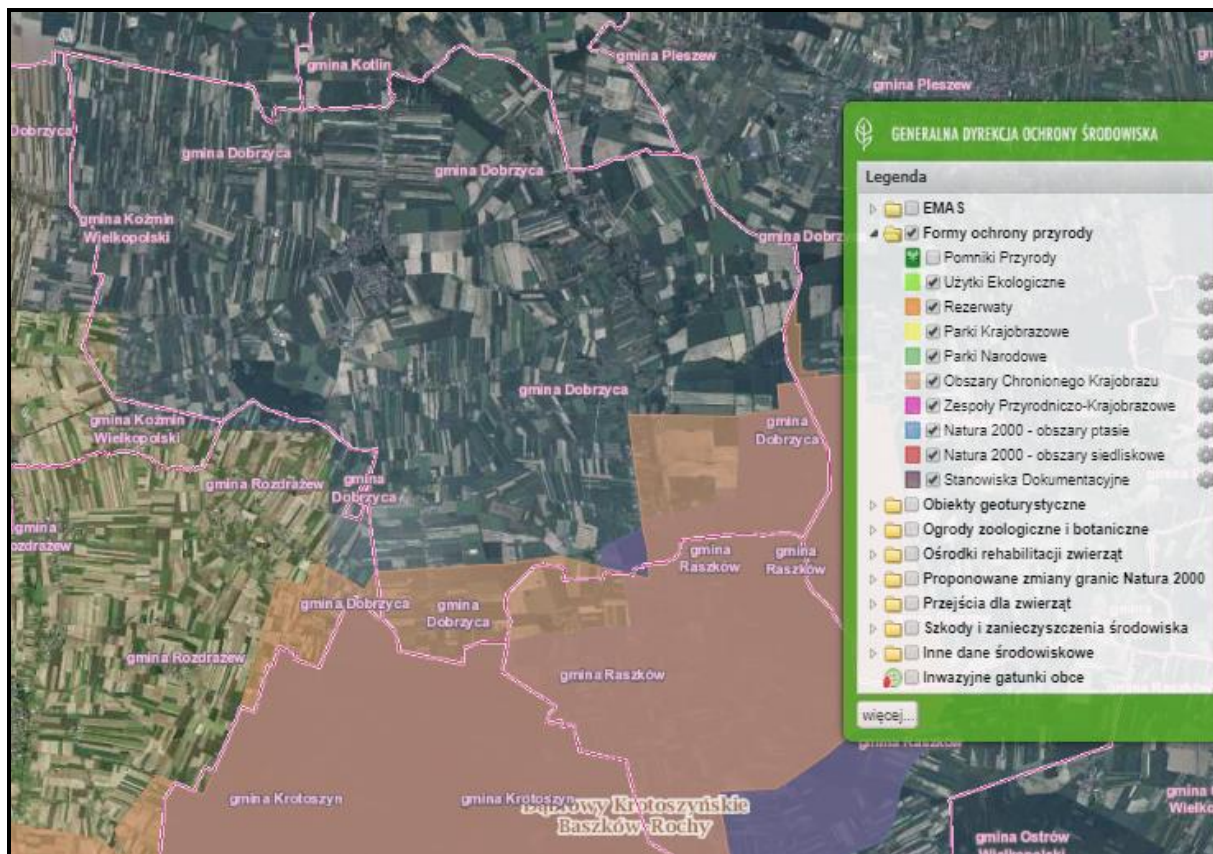 gmina Pleszew
gmina Kotlin
gmina Pleszew
Dobrzyca
gmina Dobrzyca
gmina Dobrzyca
gmina Koźmin
Wielkopolski
gmina Dobrzyca
gmina Dobrzyca
gmina Koźmin
Wielkopolski
gmina
Dobrzyca
gmina Rozdrażew
gmina
Dobrzyca
gmina
gmina
Raszków
gmina
Raszków
gmina Dobrzyca
gmina
Dobrzyca
gmina Rozdrażew
gmina Raszków
gmina Raszków
gmina Krotoszyn
gmina Krotoszyn
Dąbrowy Krotoszyńskie
Baszków Rochy
gmina
Wielko
gmina Ostrów
Wielkopolski
GENERALNA DYREKCJA OCHRONY ŚRODOWISKA
Legenda
EMAS
Formy ochrony przyrody
Pomniki Przyrody
Użytki Ekologiczne
Rezerwaty
Parki Krajobrazowe
Parki Narodowe
Obszary Chronionego Krajobrazu
Zespoły Przyrodniczo-Krajobrazowe
Natura 2000 - obszary ptasie
Natura 2000 - obszary siedliskowe
Stanowiska Dokumentacyjne
Obiekty geoturystyczne
Ogrody zoologiczne i botaniczne
Ośrodki rehabilitacji zwierząt
Proponowane zmiany granic Natura 2000
Przejścia dla zwierząt
Szkody i zanieczyszczenia środowiska
Inne dane środowiskowe
Inwazyjne gatunki obce
więcej...